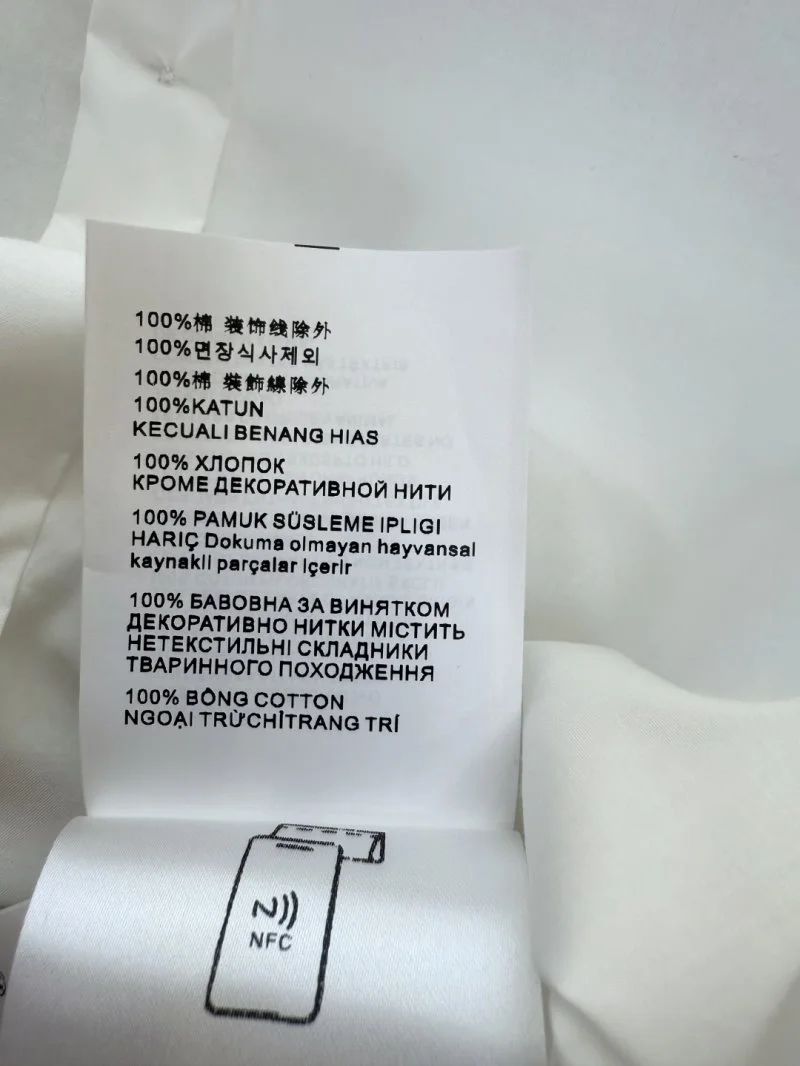 100%棉 装饰线除外
100%면장식사제외
100%棉 裝飾線除外
100%KATUN
KECUALI BENANG HIAS
100% ХЛОПОК
КРОМЕ ДЕКОРАТИВНОЙ НИТИ
100% PAMUK SÜSLEME IPLIGI
HARIÇ Dokuma olmayan hayvansal
kaynakli parçalar içerir
100% БАВОВНА ЗА ВИНЯТКОМ
ДЕКОРАТИВНО НИТКИ МІСТИТЬ
НЕТЕКСТИЛЬНІ СКЛАДНИКИ
ТВАРИННОГО ПОХОДЖЕННЯ
100% BÔNG COTTON
NGOẠI TRỪCHỈTRANG TRÍ
NFC